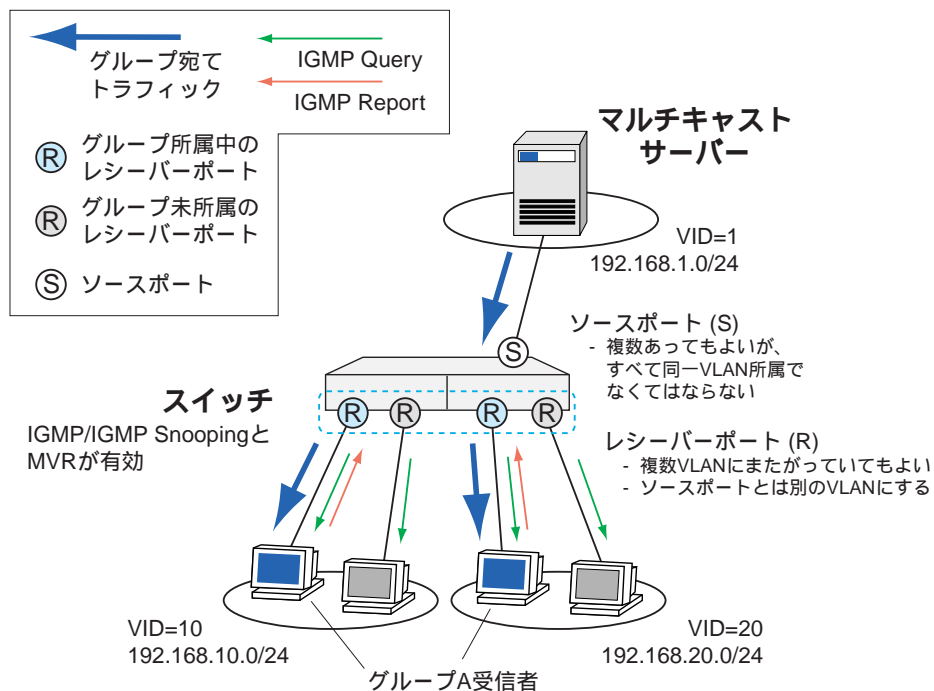 グループ宛て
トラフィック
IGMP Query
IGMP Report
R
グループ所属中の
レシーバーポート
R
グループ未所属の
レシーバーポート
S
ソースポート
マルチキャスト
サーバー
VID=1
192.168.1.0/24
S
ソースポート (S)
- 複数あってもよいが、
すべて同一VLAN所属で
なくてはならない
スイッチ
IGMP/IGMP Snoopingと
MVRが有効
R R R R
レシーバーポート (R)
- 複数VLANにまたがっていてもよい
- ソースポートとは別のVLANにする
VID=10
192.168.10.0/24
VID=20
192.168.20.0/24
グループA受信者